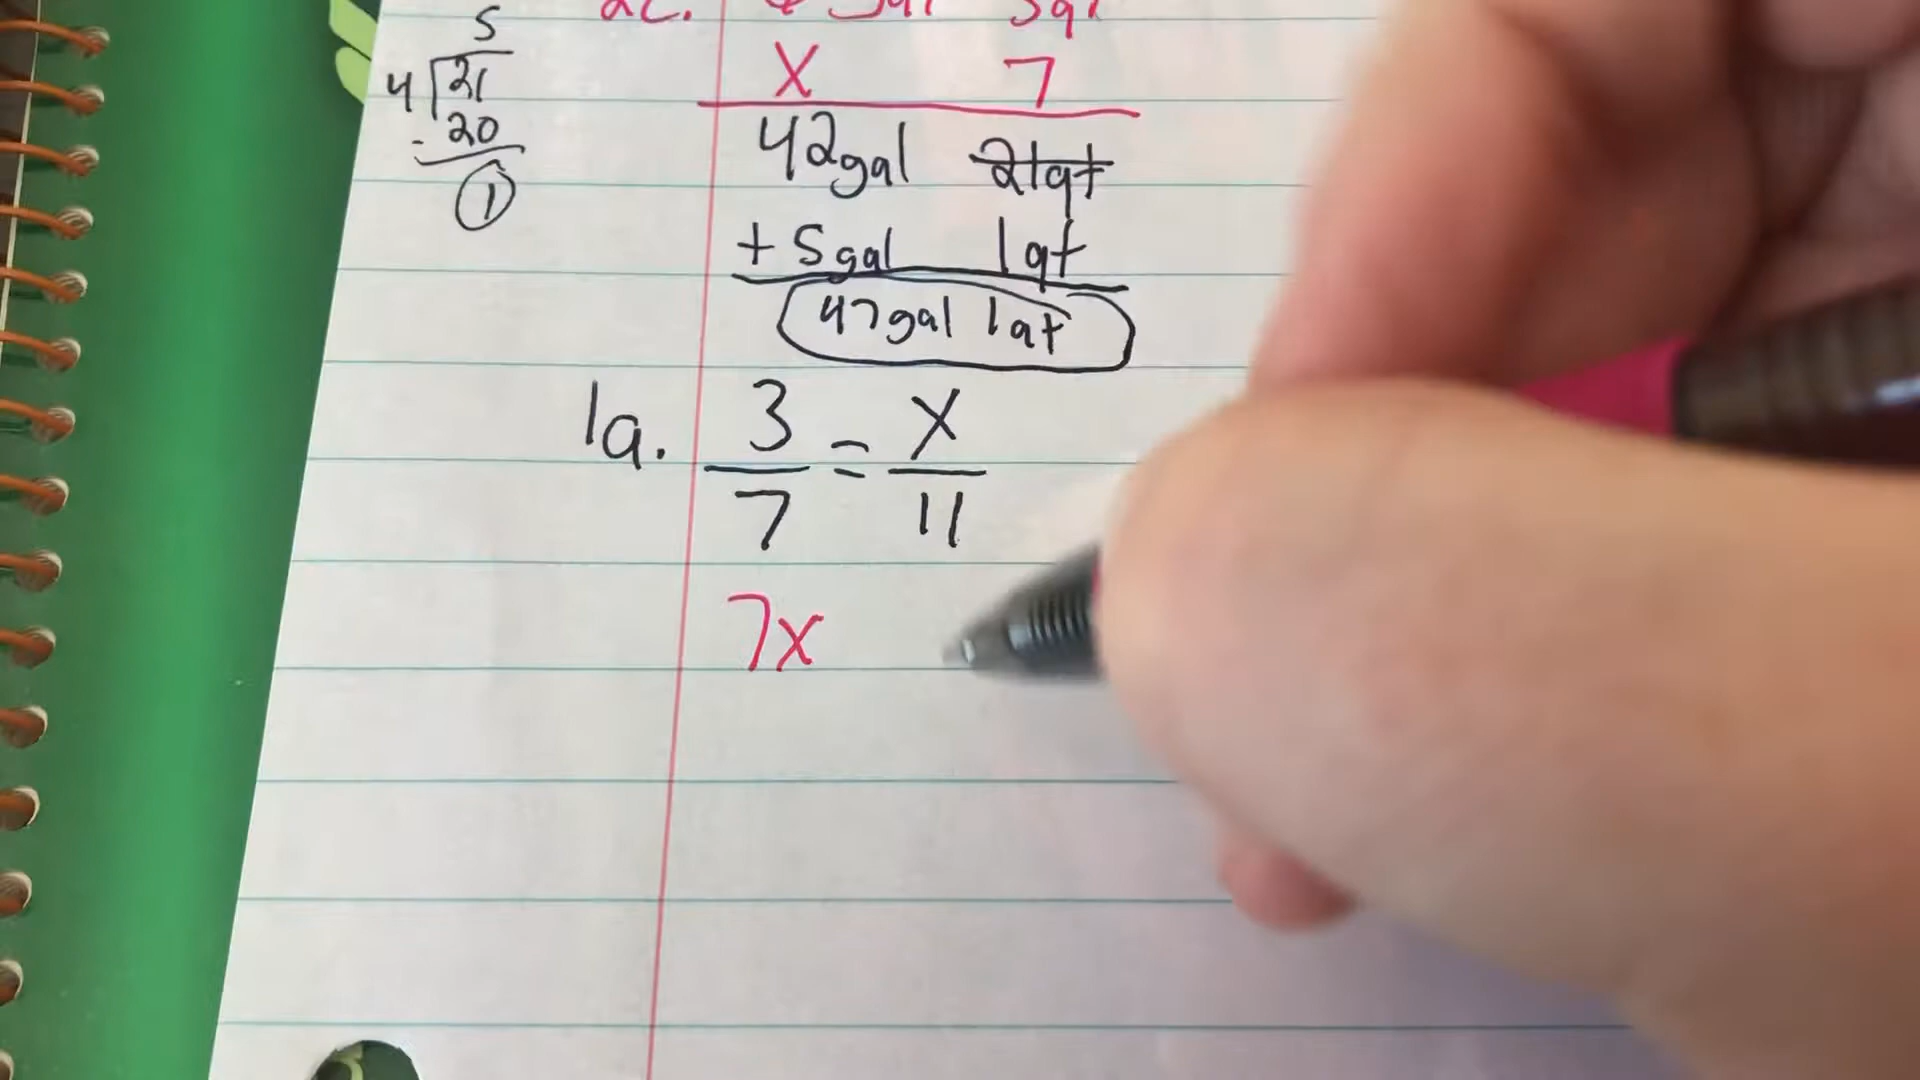 5
4 21
- 20
1
X 7
42gal 21qt
+ 5gal 1qt
47gal 1qt
1a. 3/7 = X/11
7x